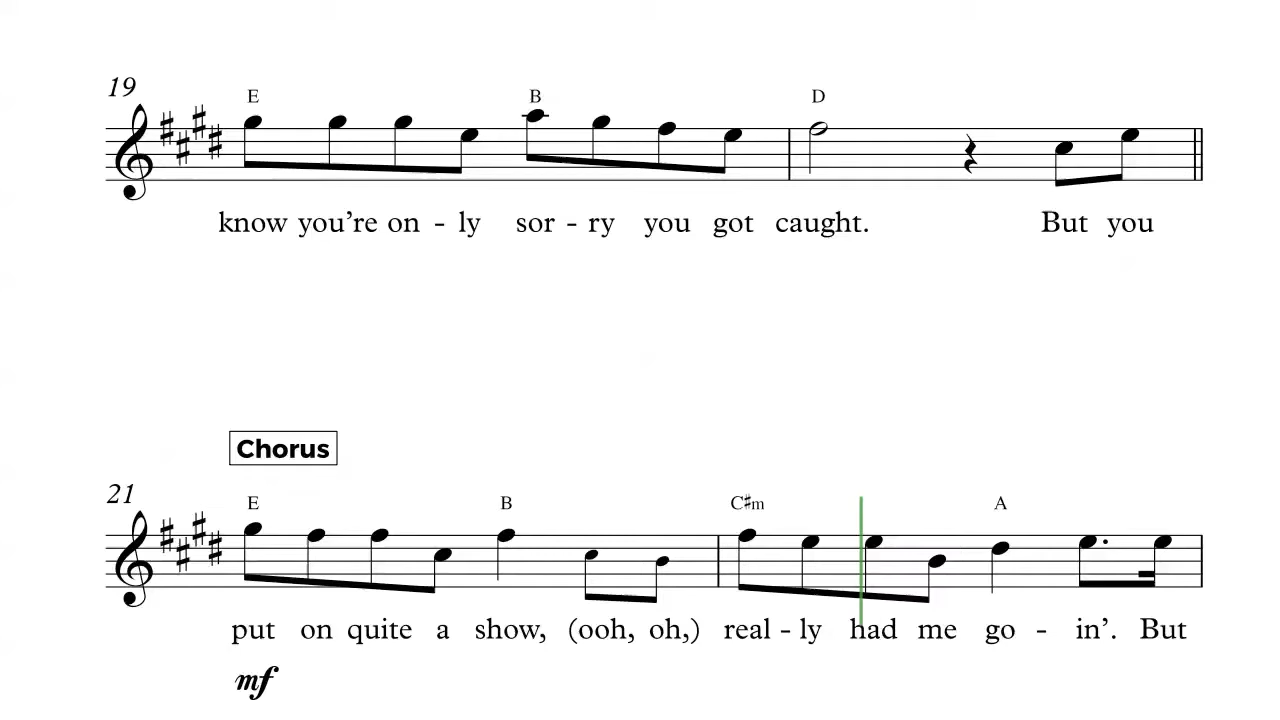 19
E B D
know you're on - ly sor - ry you got caught. But you
Chorus
21
E B C♯m A
put on quite a show, (ooh, oh,) real - ly had me go - in'. But
mf